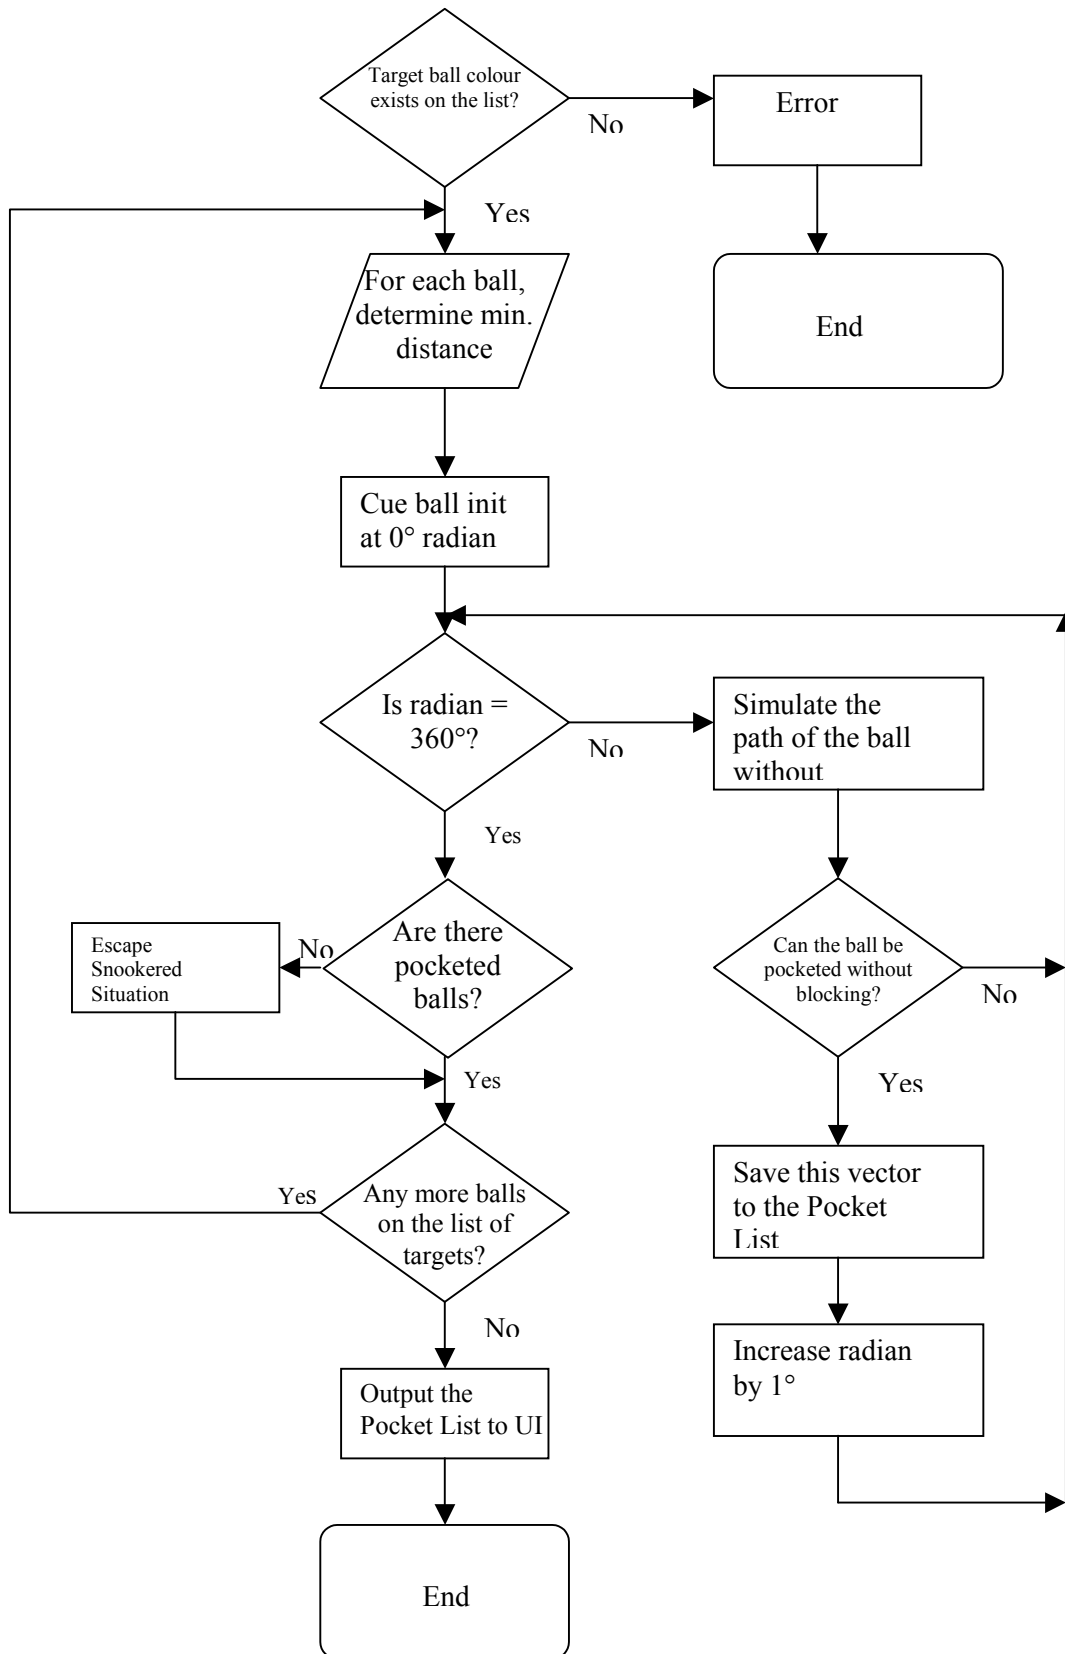 Target ball colour
exists on the list?
Error
No
Yes
For each ball,
determine min.
distance
End
Cue ball init
at 0° radian
Is radian =
360°?
No
Simulate the
path of the ball
without
Yes
Are there
pocketed
balls?
No
Escape
Snookered
Situation
Can the ball be
pocketed without
blocking?
No
Yes
Yes
Save this vector
to the Pocket
List
Any more balls
on the list of
targets?
Yes
No
Increase radian
by 1°
Output the
Pocket List to UI
End